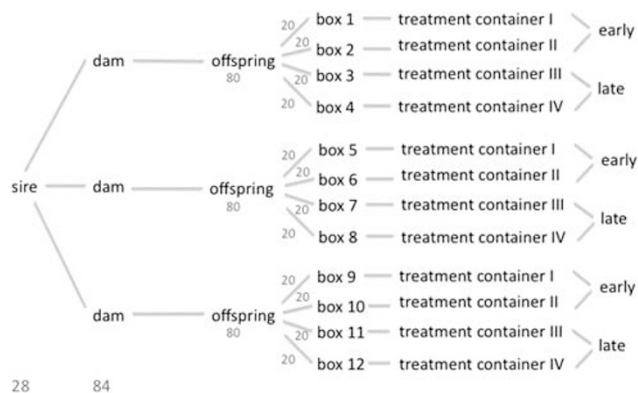 20 box 1 treatment container I
early
20 box 2 treatment container II
dam offspring
80
20 box 3 treatment container III
late
20 box 4 treatment container IV
20 box 5 treatment container I
early
20 box 6 treatment container II
sire dam offspring
80
20 box 7 treatment container III
late
20 box 8 treatment container IV
20 box 9 treatment container I
early
20 box 10 treatment container II
dam offspring
80
20 box 11 treatment container III
late
20 box 12 treatment container IV
28 84